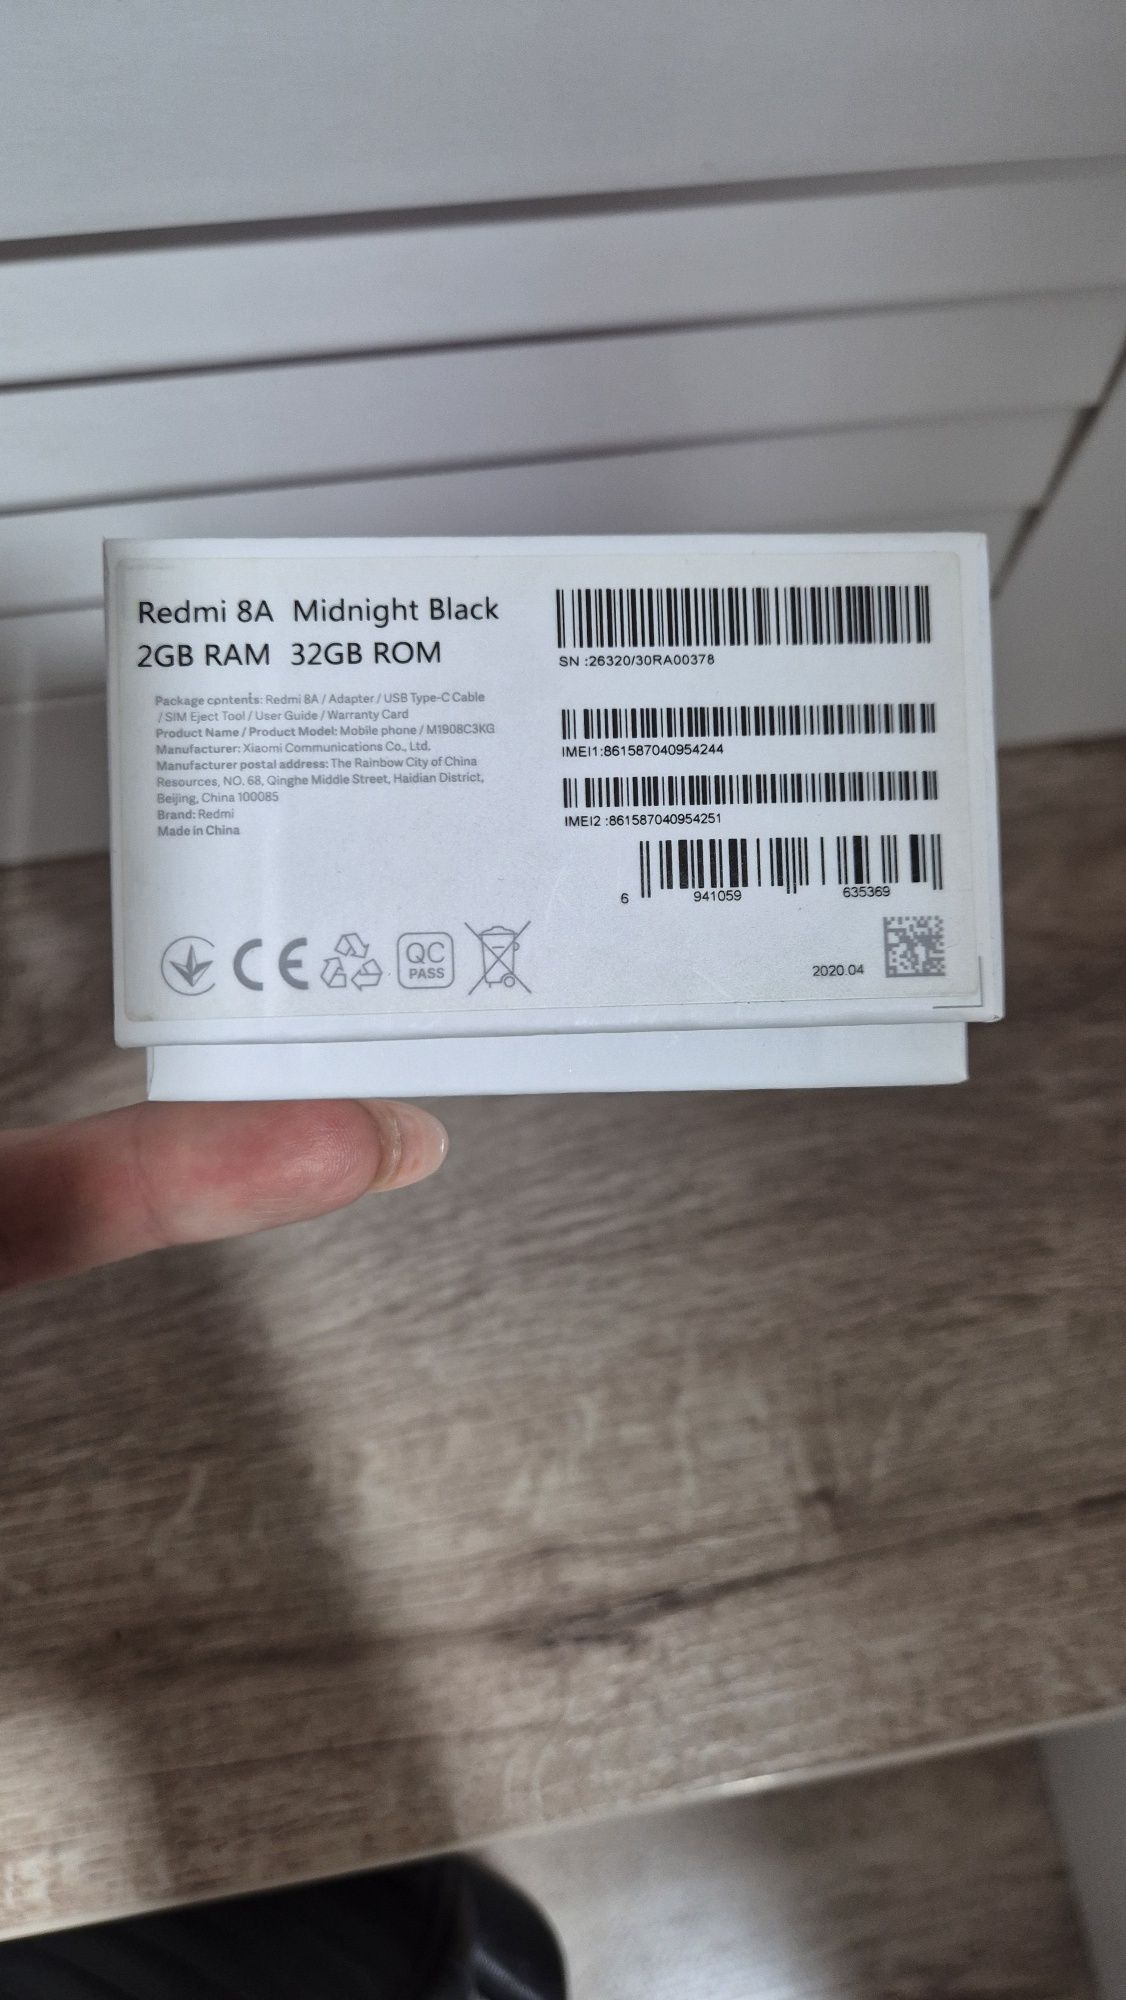 Redmi 8A Midnight Black
2GB RAM 32GB ROM
Package contents: Redmi 8A / Adapter / USB Type-C Cable
/ SIM Eject Tool / User Guide / Warranty Card
Product Name / Product Model: Mobile phone / M1908C3KG
Manufacturer: Xiaomi Communications Co., Ltd.
Manufacturer postal address: The Rainbow City of China
Resources, NO. 68, Qinghe Middle Street, Haidian District,
Beijing, China 100085
Brand: Redmi
Made in China
CE
QC
PASS
SN :26320/30RA00378
IMEI1:861587040954244
IMEI2 :861587040954251
6 941059 635369
2020.04